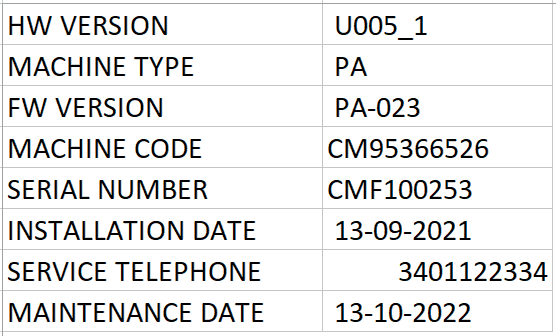 HW VERSION U005_1
MACHINE TYPE PA
FW VERSION PA-023
MACHINE CODE CM95366526
SERIAL NUMBER CMF100253
INSTALLATION DATE 13-09-2021
SERVICE TELEPHONE 3401122334
MAINTENANCE DATE 13-10-2022